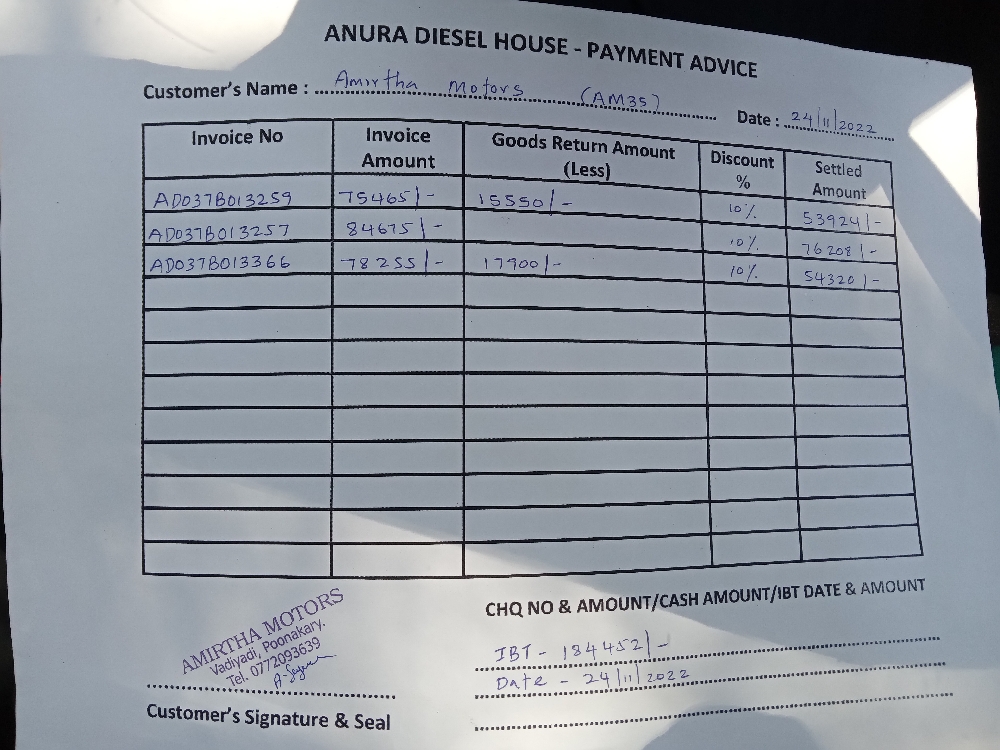 ANURA DIESEL HOUSE - PAYMENT ADVICE
Customer's Name : Amirtha Motors (AM35)
Date : 24/11/2022
Invoice No Invoice Amount Goods Return Amount (Less) Discount % Settled Amount
AD037B013259 75465/- 15550/- 10% 53924/-
AD037B013257 84675/- 10% 76208/-
AD037B013366 78255/- 17900/- 10% 54320/-
AMIRTHA MOTORS
Vadiyadi, Poonakary.
Tel. 0772093639
Customer's Signature & Seal
CHQ NO & AMOUNT/CASH AMOUNT/IBT DATE & AMOUNT
IBT - 184452/-
Date - 24/11/2022